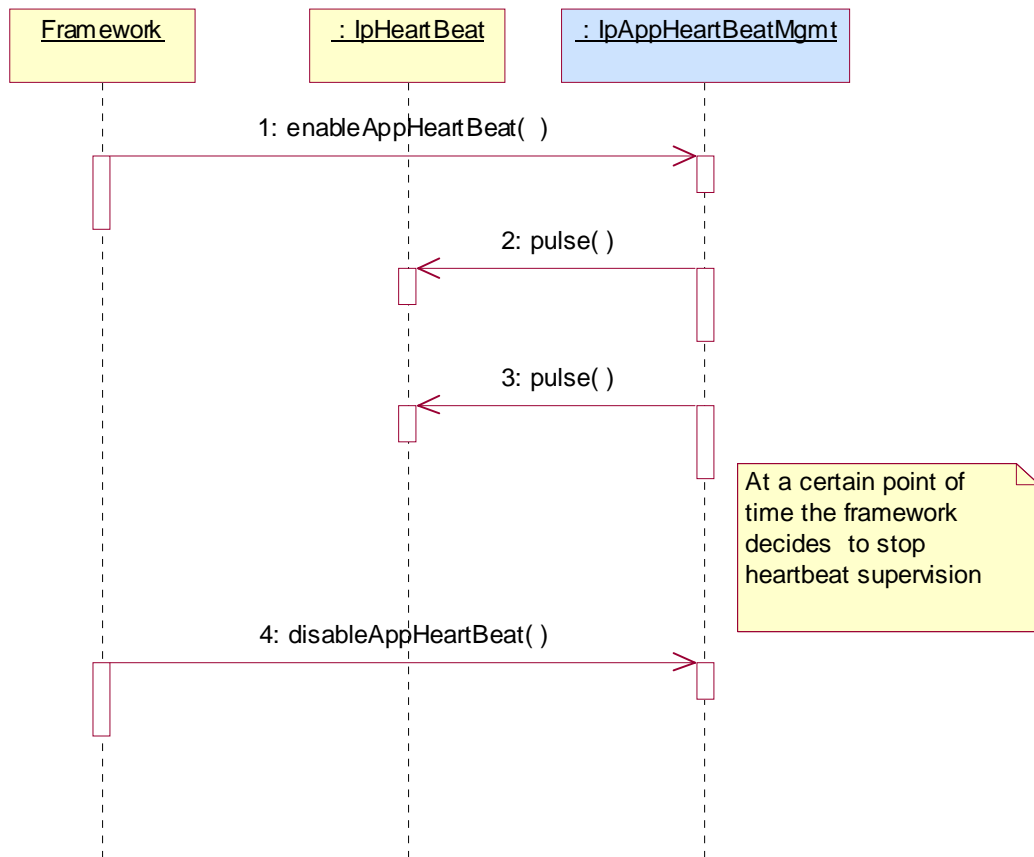 Framework
: IpHeartBeat
: IpAppHeartBeatMgmt
1: enableAppHeartBeat( )
2: pulse( )
3: pulse( )
At a certain point of
time the framework
decides to stop
heartbeat supervision
4: disableAppHeartBeat( )